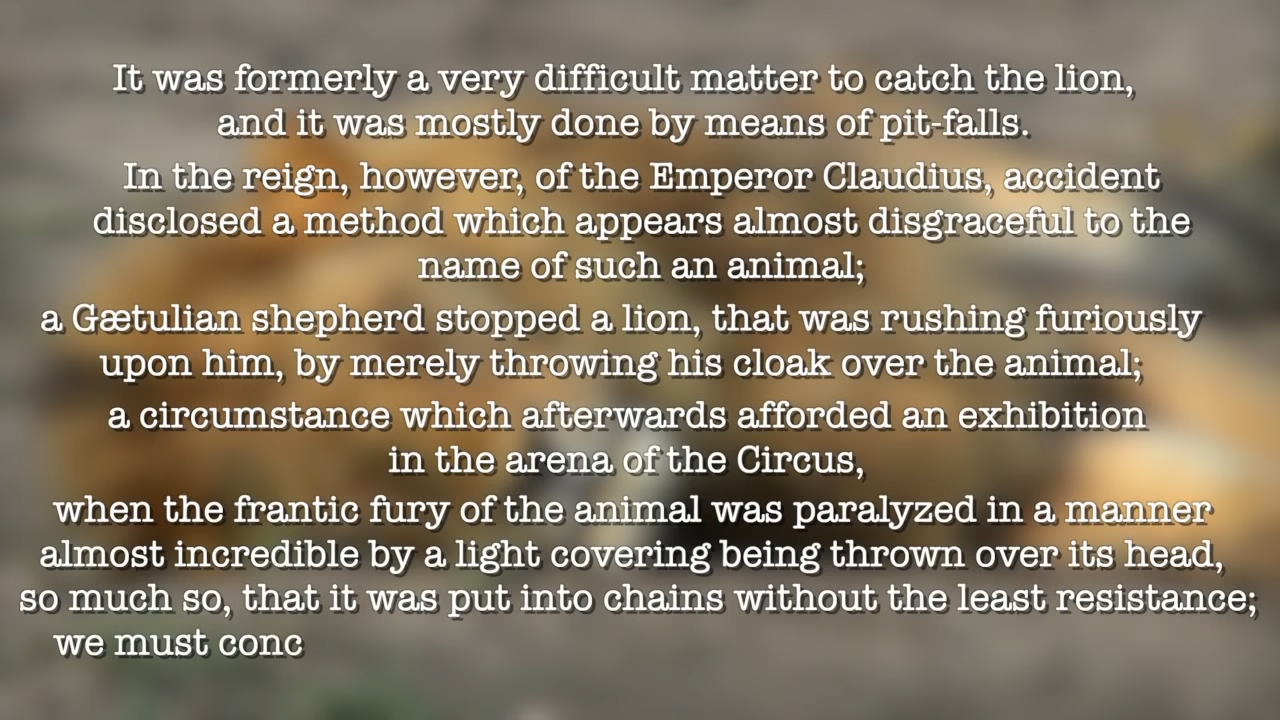 It was formerly a very difficult matter to catch the lion,
and it was mostly done by means of pit-falls.
In the reign, however, of the Emperor Claudius, accident
disclosed a method which appears almost disgraceful to the
name of such an animal;
a Gætulian shepherd stopped a lion, that was rushing furiously
upon him, by merely throwing his cloak over the animal;
a circumstance which afterwards afforded an exhibition
in the arena of the Circus,
when the frantic fury of the animal was paralyzed in a manner
almost incredible by a light covering being thrown over its head,
so much so, that it was put into chains without the least resistance;
we must conc